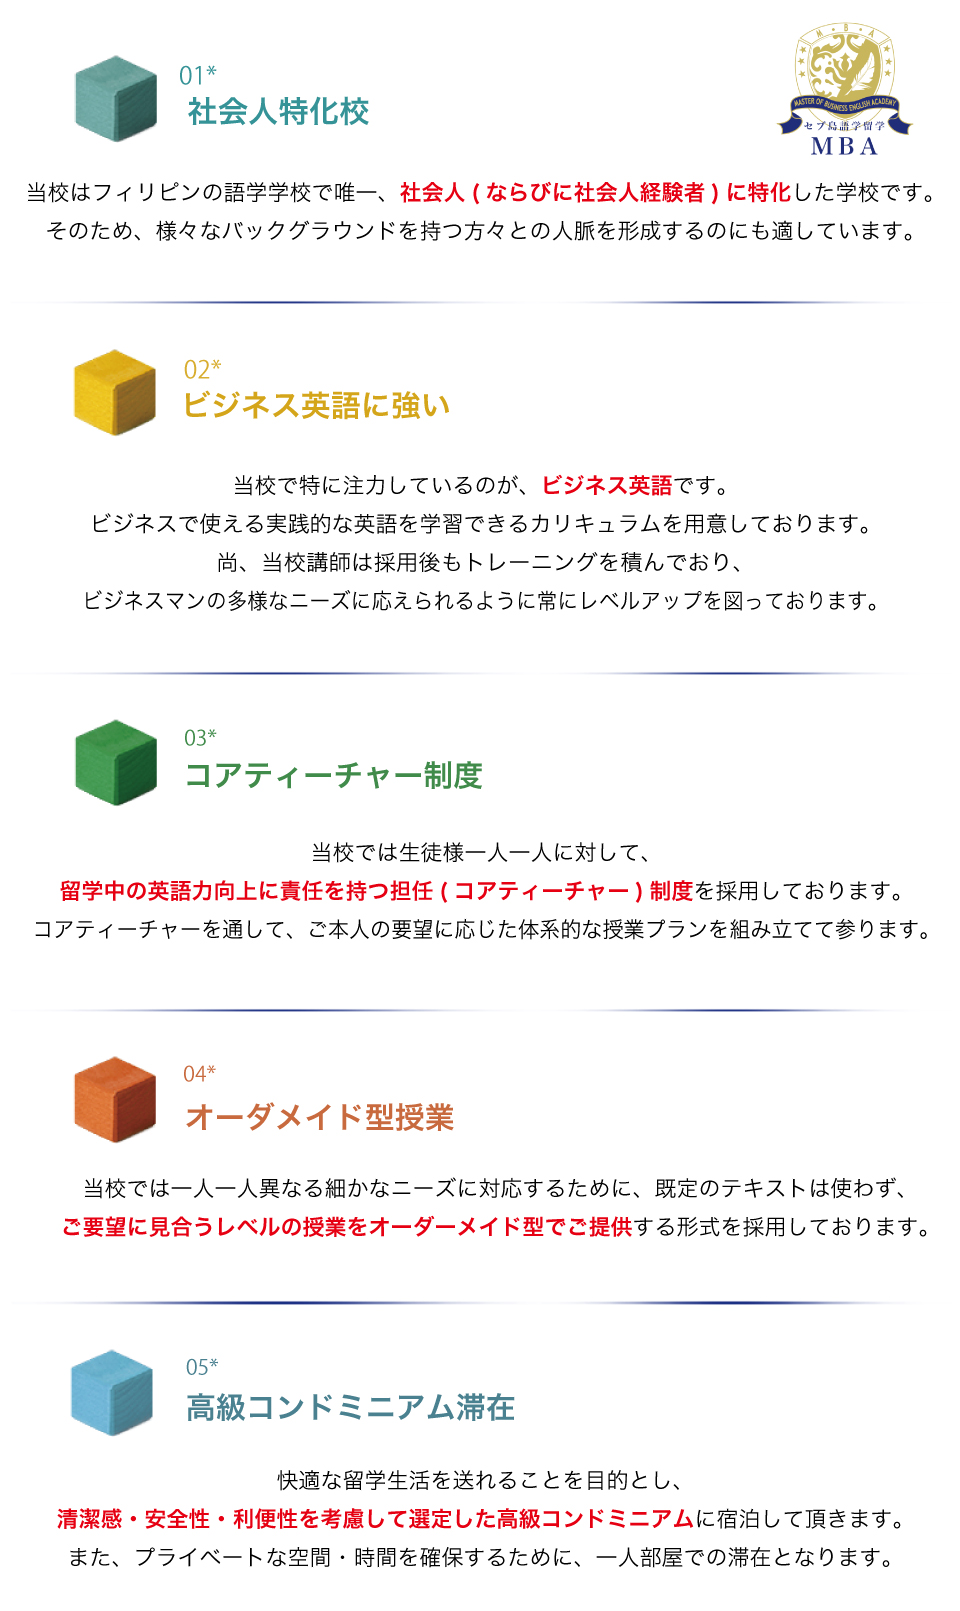 M・B・A
MASTER OF BUSINESS ENGLISH ACADEMY
セブ島語学留学
MBA
01*
社会人特化校
当校はフィリピンの語学学校で唯一、社会人 ( ならびに社会人経験者 ) に特化した学校です。
そのため、様々なバックグラウンドを持つ方々との人脈を形成するのにも適しています。
02*
ビジネス英語に強い
当校で特に注力しているのが、ビジネス英語です。
ビジネスで使える実践的な英語を学習できるカリキュラムを用意しております。
尚、当校講師は採用後もトレーニングを積んでおり、
ビジネスマンの多様なニーズに応えられるように常にレベルアップを図っております。
03*
コアティーチャー制度
当校では生徒様一人一人に対して、
留学中の英語力向上に責任を持つ担任 ( コアティーチャー ) 制度を採用しております。
コアティーチャーを通して、ご本人の要望に応じた体系的な授業プランを組み立てて参ります。
04*
オーダメイド型授業
当校では一人一人異なる細かなニーズに対応するために、既定のテキストは使わず、
ご要望に見合うレベルの授業をオーダーメイド型でご提供する形式を採用しております。
05*
高級コンドミニアム滞在
快適な留学生活を送れることを目的とし、
清潔感・安全性・利便性を考慮して選定した高級コンドミニアムに宿泊して頂きます。
また、プライベートな空間・時間を確保するために、一人部屋での滞在となります。